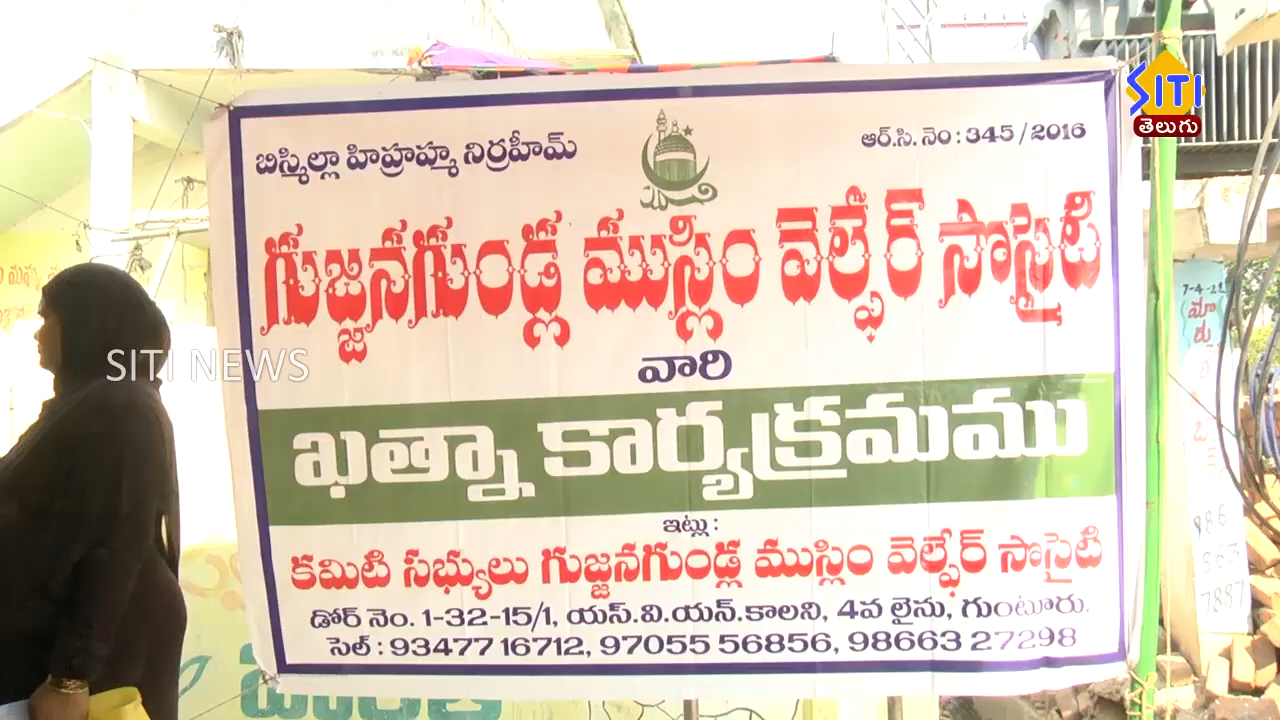 బిస్మిల్లా హిర్రహ్మా నిర్రహీమ్
ఆర్.సి. నెం : 345 / 2016
గుజ్జనగుండ్ల ముస్లిం వెల్ఫేర్ సొసైటి
వారి
ఖత్నా కార్యక్రమము
ఇట్లు :
కమిటి సభ్యులు గుజ్జనగుండ్ల ముస్లిం వెల్ఫేర్ సొసైటి
డోర్ నెం. 1-32-15/1, యస్.వి.యన్.కాలని, 4వ లైను, గుంటూరు.
సెల్ : 93477 16712, 97055 56856, 98663 27298
SITI
తెలుగు
SITI NEWS
7887